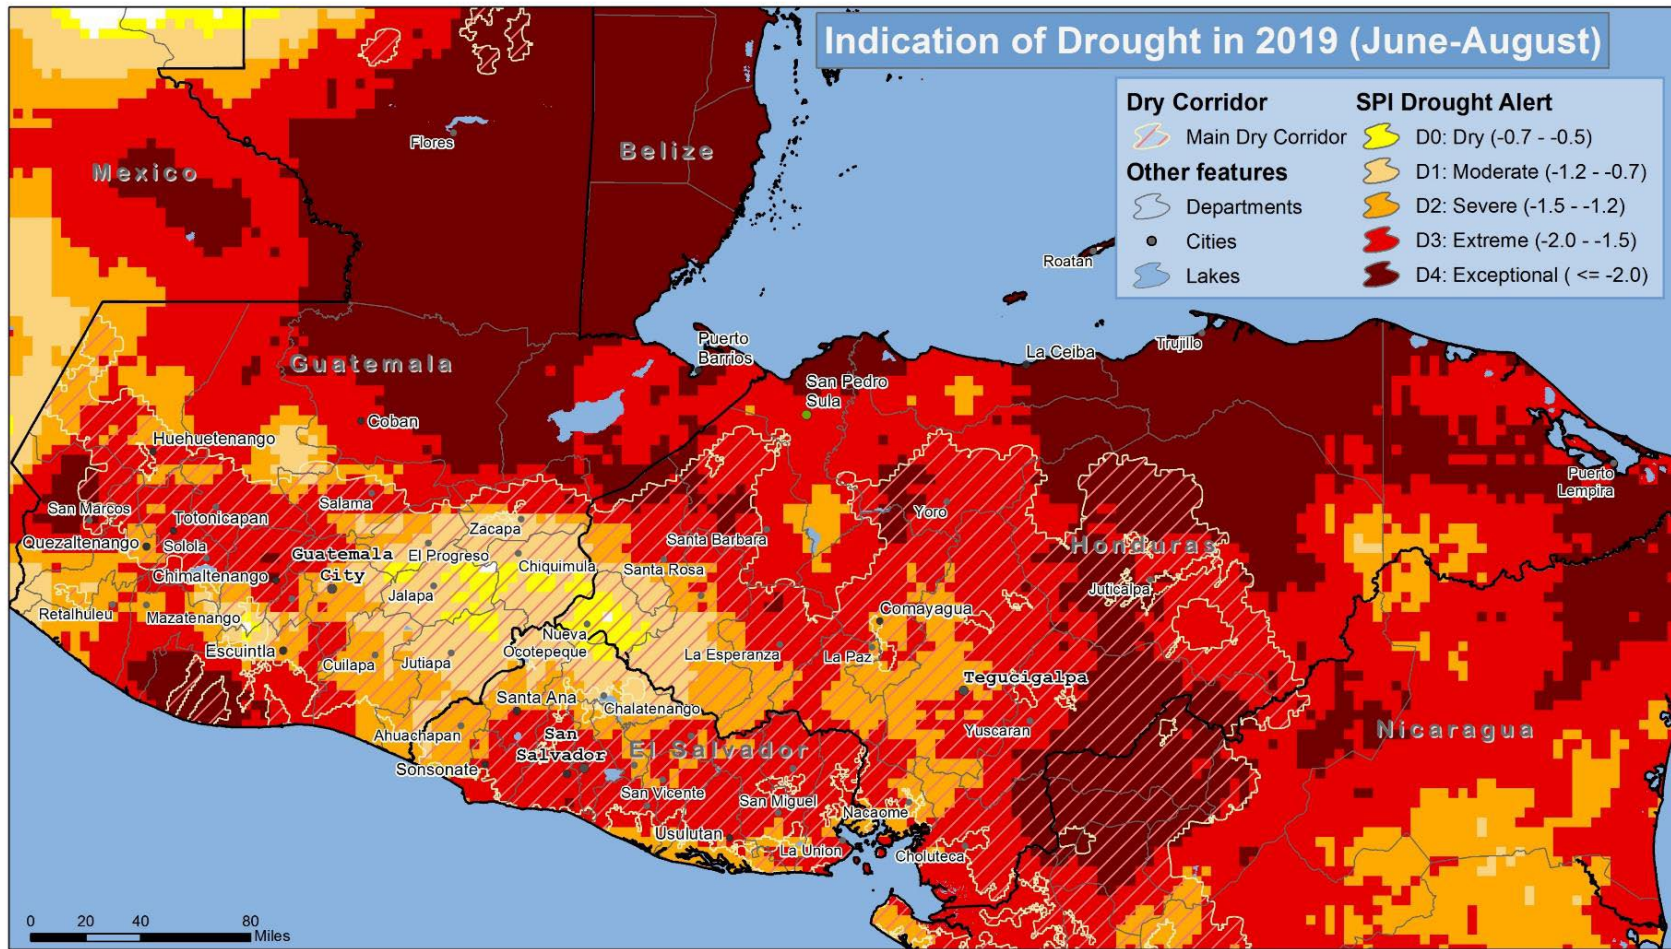 Indication of Drought in 2019 (June-August)
Dry Corridor
Main Dry Corridor
Other features
Departments
Cities
Lakes
SPI Drought Alert
D0: Dry (-0.7 - -0.5)
D1: Moderate (-1.2 - -0.7)
D2: Severe (-1.5 - -1.2)
D3: Extreme (-2.0 - -1.5)
D4: Exceptional ( <= -2.0)
Flores
Belize
Mexico
Roatan
Puerto
Barrios
La Ceiba
Trujillo
Guatemala
San Pedro
Sula
Coban
Huehuetenango
Puerto
Lempira
San Marcos
Totonicapan
Salama
Zacapa
Yoro
Quezaltenango
Solola
Guatemala
City
El Progreso
Santa Barbara
Honduras
Chimaltenango
Chiquimula
Santa Rosa
Jalapa
Juticalpa
Retalhuleu
Mazatenango
Comayagua
Nueva
Ocotepeque
Escuintla
Cuilapa
Jutiapa
La Esperanza
La Paz
Tegucigalpa
Santa Ana
Chalatenango
Ahuachapan
San
Salvador
El Salvador
Yuscaran
Nicaragua
Sonsonate
San Vicente
San Miguel
Nacaome
Usulutan
La Union
Choluteca
0 20 40 80
Miles